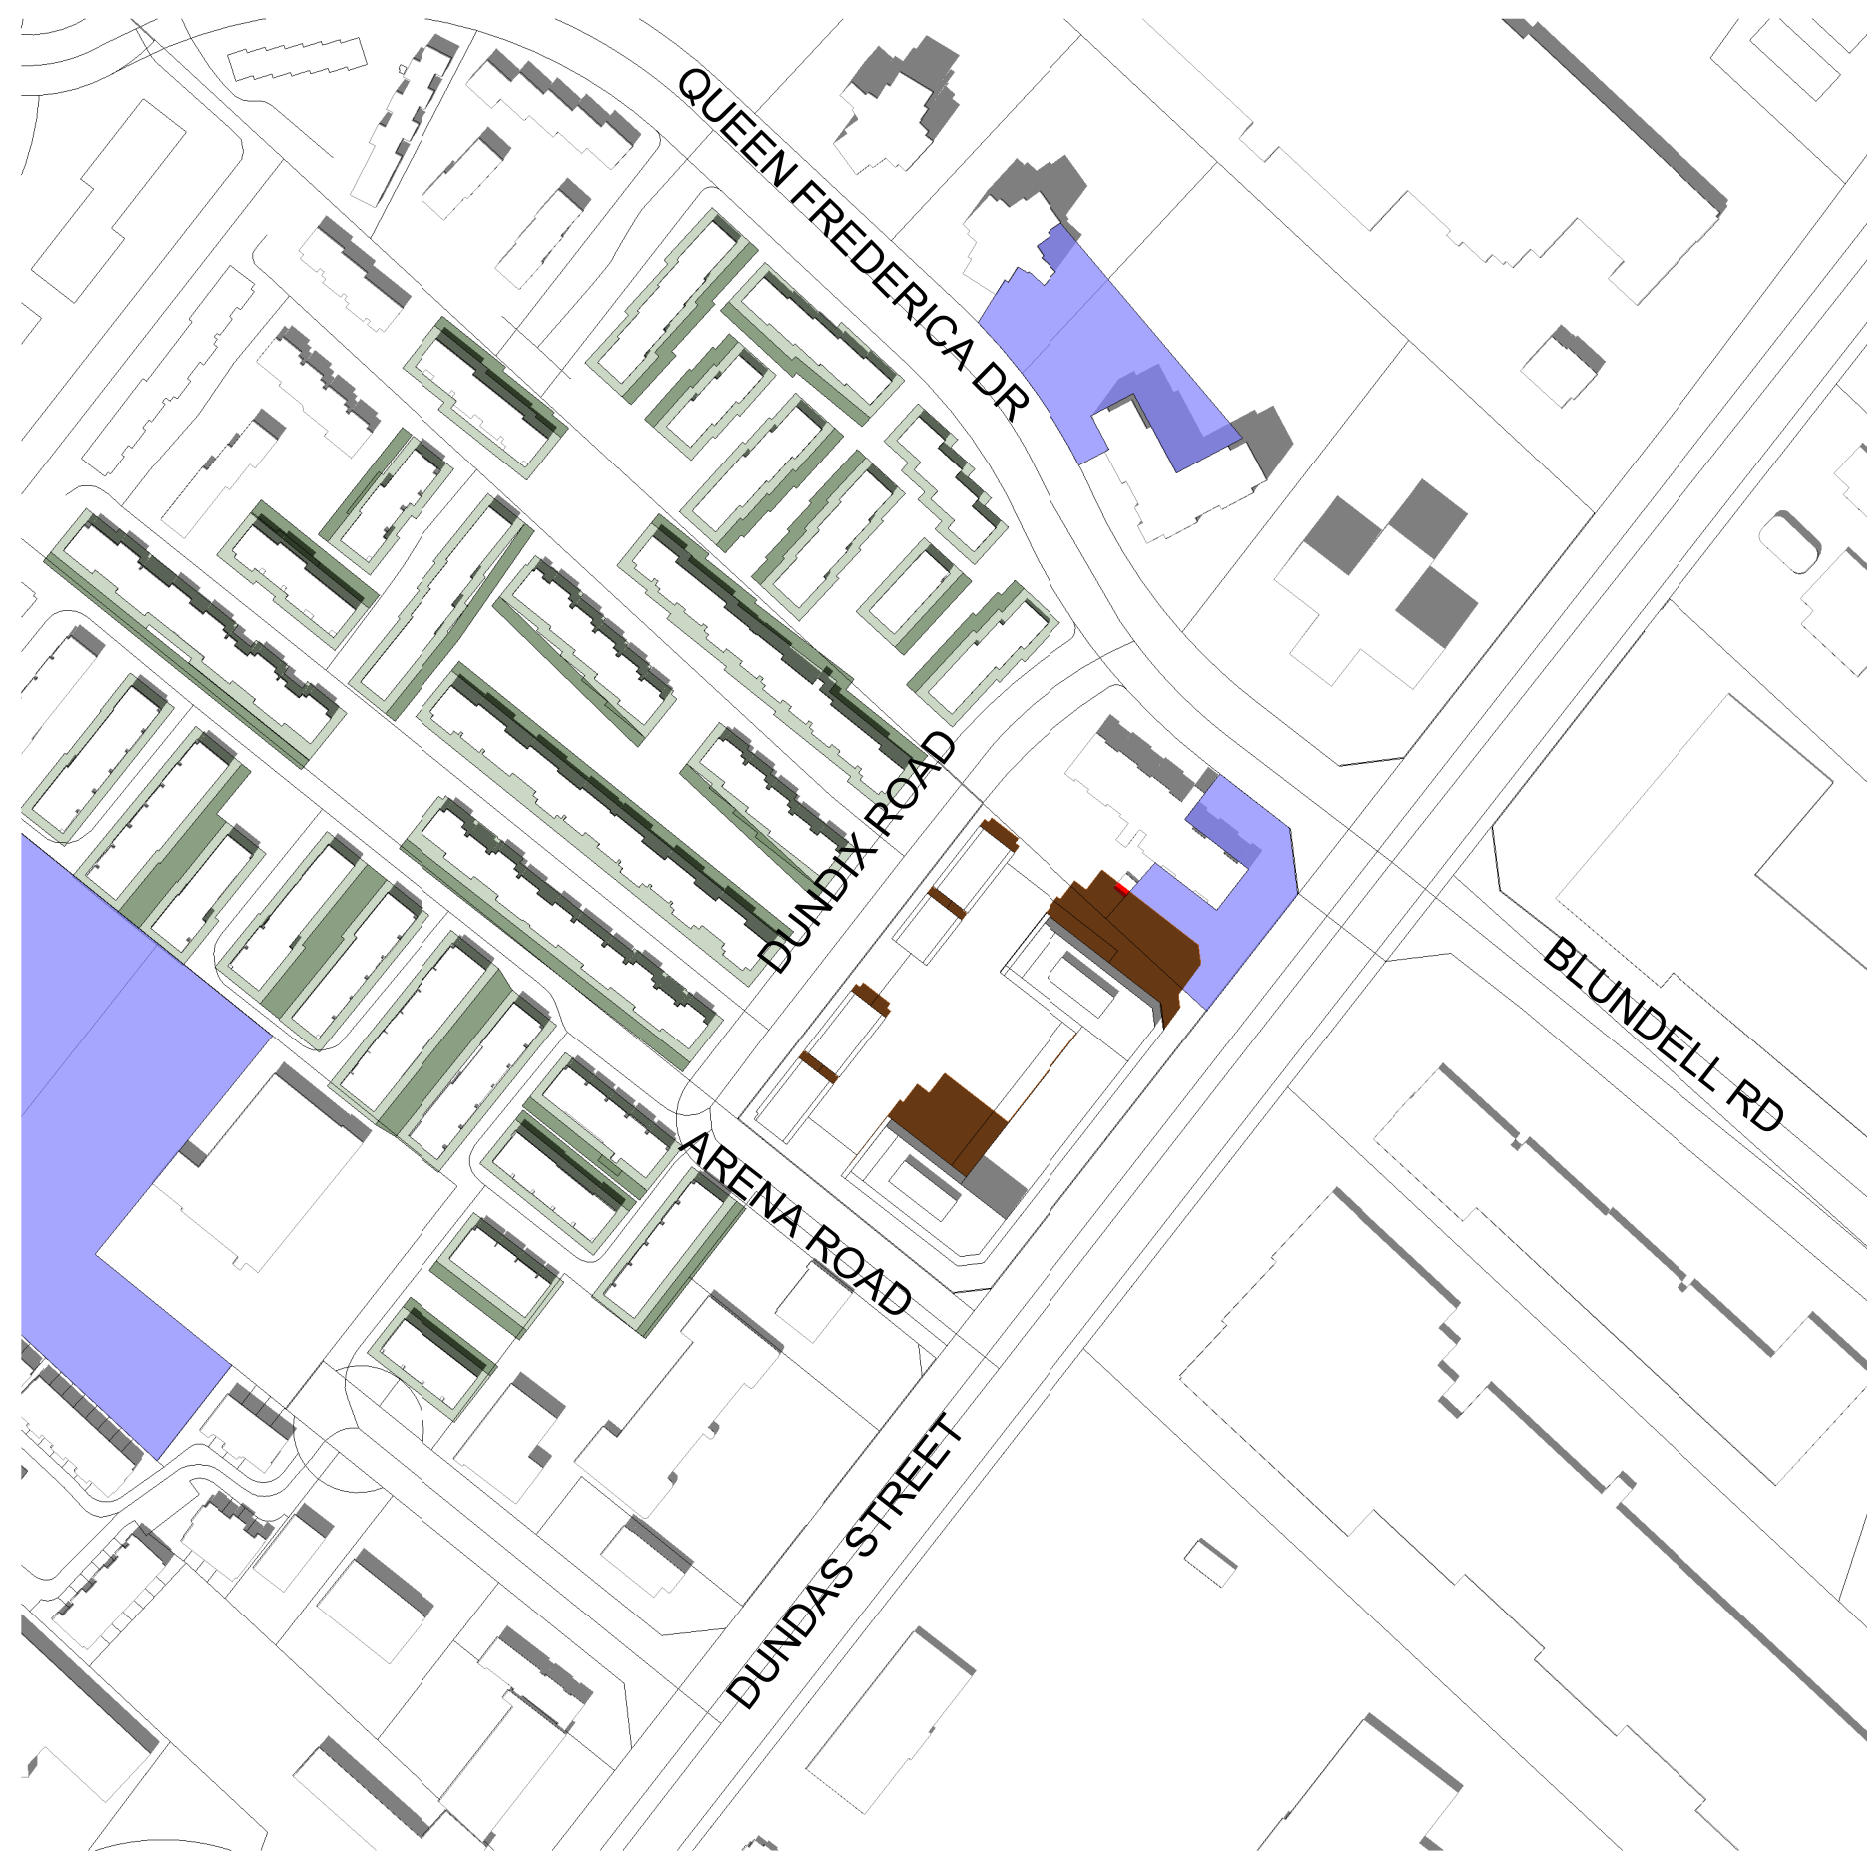 QUEEN FREDERICA DR
DUNDIX ROAD
BLUNDELL RD
ARENA ROAD
DUNDAS STREET